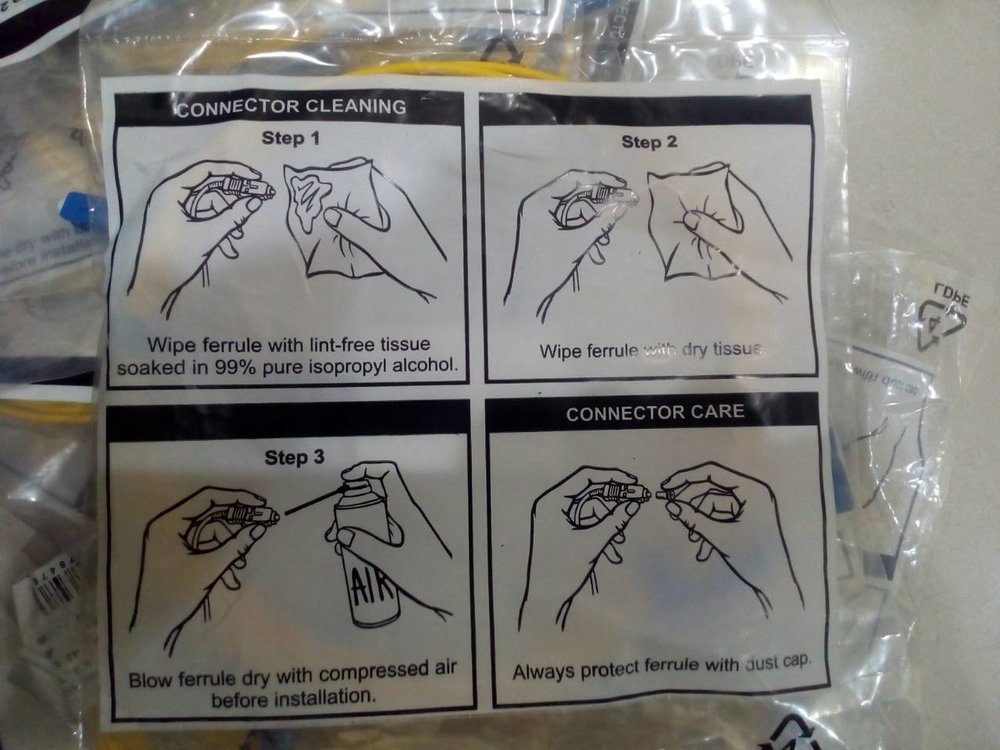 CONNECTOR CLEANING
Step 1
Wipe ferrule with lint-free tissue
soaked in 99% pure isopropyl alcohol.
Step 2
Wipe ferrule with dry tissue
Step 3
AIR
Blow ferrule dry with compressed air
before installation.
CONNECTOR CARE
Always protect ferrule with dust cap.
LDPE
4